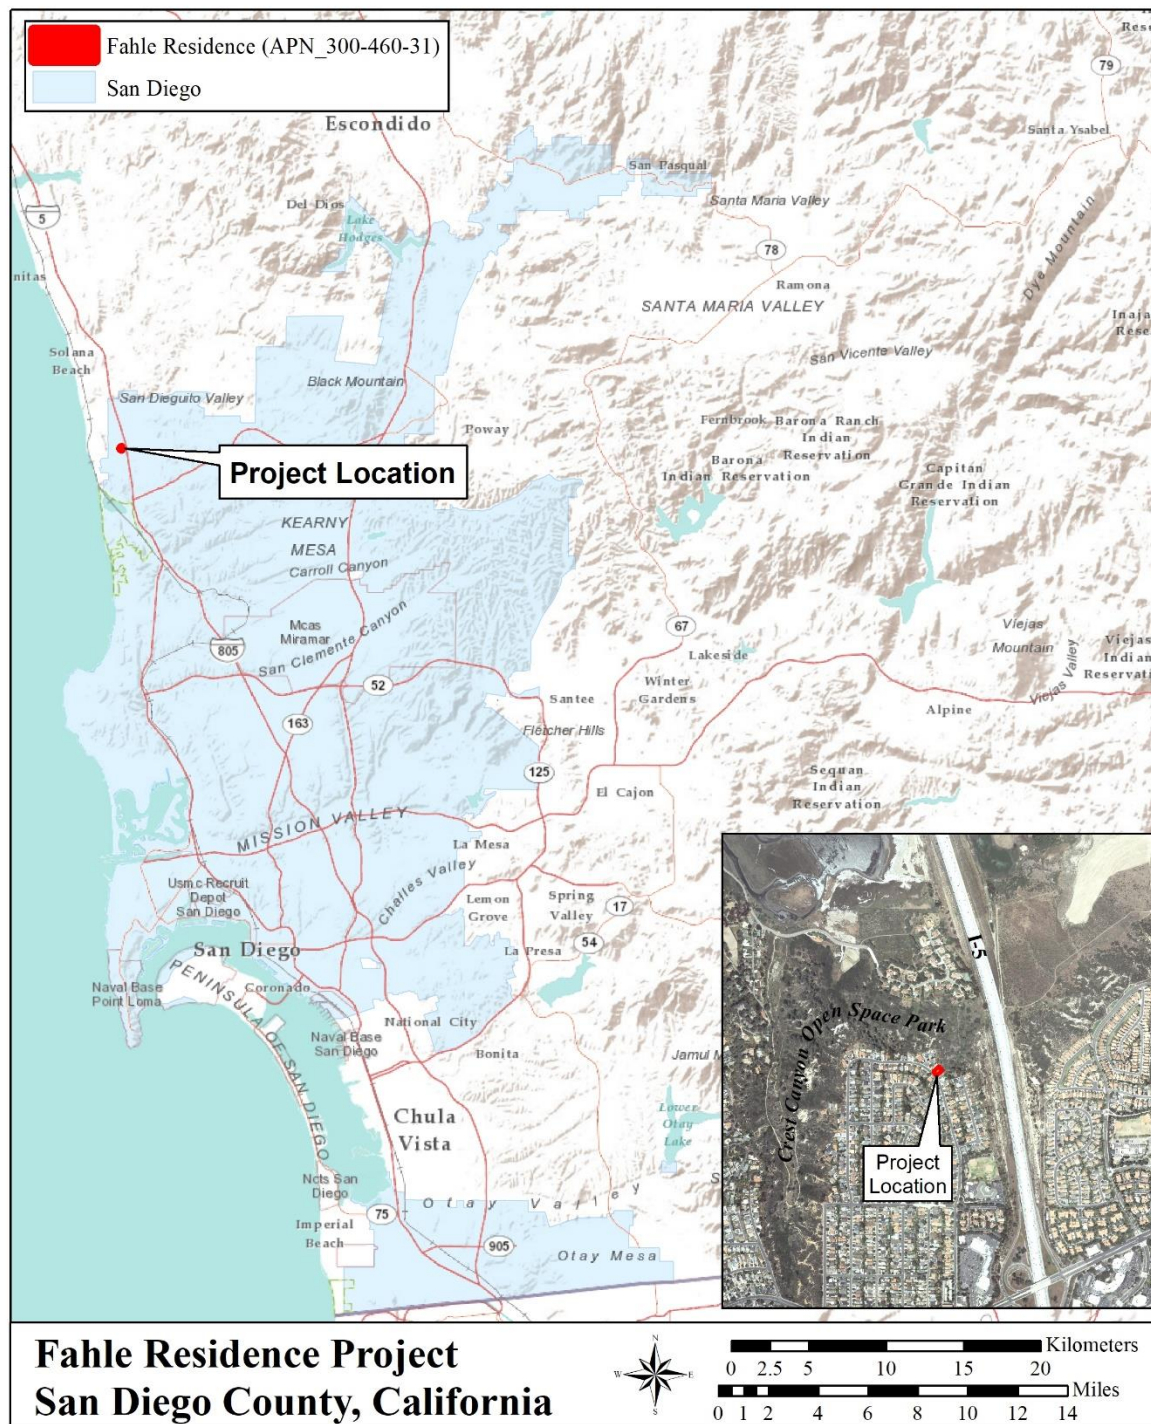 Fahle Residence (APN_300-460-31)
San Diego
79
Escondido
Santa Ysabel
San Pasqual
Del Dios
Santa Maria Valley
Lake
Hodges
5
78
Dye Mountain
nitas
Ramona
SANTA MARIA VALLEY
Inaja
Rese
Solana
Beach
San Vicente Valley
Black Mountain
San Dieguito Valley
Poway
Fernbrook
Barona Ranch
Indian
Reservation
Project Location
Barona
Indian Reservation
Capitan
Grande Indian
Reservation
KEARNY
MESA
Carroll Canyon
Mcas
Miramar
San Clemente Canyon
805
67
Lakeside
Viejas
Mountain
Viejas
Indian
Reservat
Viejas Valley
52
Winter
Gardens
Santee
Alpine
163
Fletcher Hills
125
Sequan
Indian
Reservation
El Cajon
MISSION VALLEY
La Mesa
Usmc Recruit
Depot
San Diego
Challes Valley
Lemon
Grove
Spring
Valley
17
54
San Diego
La Presa
Naval Base
Point Loma
Coronado
PENINSULA OF SAN DIEGO
National City
Naval Base
San Diego
Bonita
Jamul M
Chula
Vista
Lower
Otay
Lake
Ncts San
Diego
Otay Valley
S
75
Imperial
Beach
905
Otay Mesa
I-5
Crest Canyon Open Space Park
Project
Location
Fahle Residence Project
San Diego County, California
N
W E
S
Kilometers
0 2.5 5 10 15 20
Miles
0 1 2 4 6 8 10 12 14